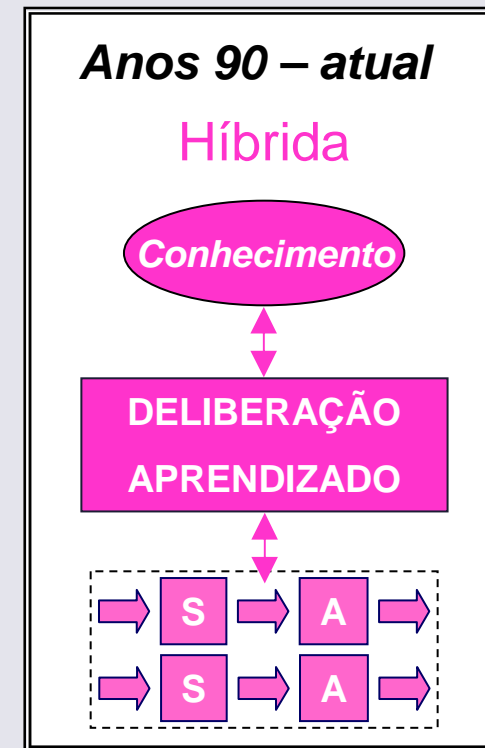 Anos 90 – atual
Híbrida
Conhecimento
DELIBERAÇÃO
APRENDIZADO
S A
S A